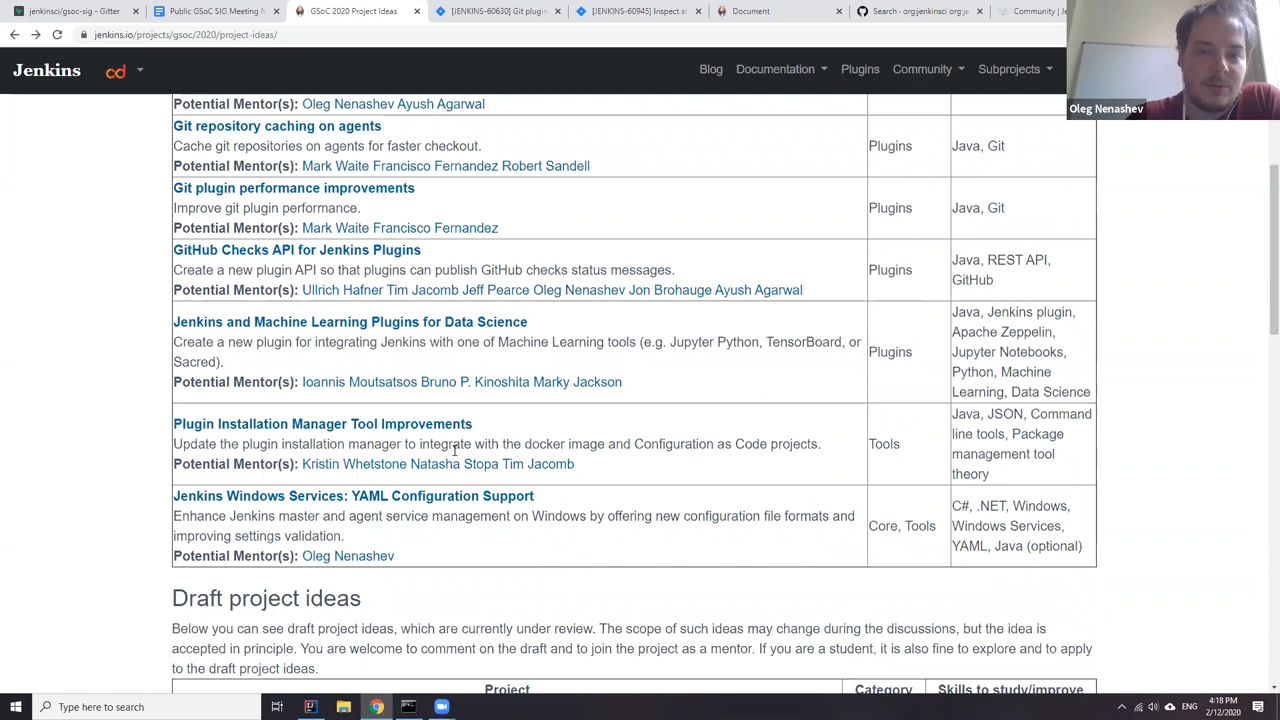 jenkinsci/gsoc-sig - Gitter
Public GSoC SIG Meeting N
GSoC 2020 Project Ideas
[JENKINS-60630] Git plugin
[JENKINS-60945] Inspect al
Document
Search · org:jenkinsci org:je
Community | Je
jenkins.io/projects/gsoc/2020/project-ideas/
Jenkins
cd
Blog
Documentation
Plugins
Community
Subprojects
Oleg Nenashev
Potential Mentor(s): Oleg Nenashev Ayush Agarwal
Git repository caching on agents
Cache git repositories on agents for faster checkout.
Potential Mentor(s): Mark Waite Francisco Fernandez Robert Sandell
Plugins
Java, Git
Git plugin performance improvements
Improve git plugin performance.
Potential Mentor(s): Mark Waite Francisco Fernandez
Plugins
Java, Git
GitHub Checks API for Jenkins Plugins
Create a new plugin API so that plugins can publish GitHub checks status messages.
Potential Mentor(s): Ullrich Hafner Tim Jacomb Jeff Pearce Oleg Nenashev Jon Brohauge Ayush Agarwal
Plugins
Java, REST API,
GitHub
Jenkins and Machine Learning Plugins for Data Science
Create a new plugin for integrating Jenkins with one of Machine Learning tools (e.g. Jupyter Python, TensorBoard, or
Sacred).
Potential Mentor(s): Ioannis Moutsatsos Bruno P. Kinoshita Marky Jackson
Plugins
Java, Jenkins plugin,
Apache Zeppelin,
Jupyter Notebooks,
Python, Machine
Learning, Data Science
Plugin Installation Manager Tool Improvements
Update the plugin installation manager to integrate with the docker image and Configuration as Code projects.
Potential Mentor(s): Kristin Whetstone Natasha Stopa Tim Jacomb
Tools
Java, JSON, Command
line tools, Package
management tool
theory
Jenkins Windows Services: YAML Configuration Support
Enhance Jenkins master and agent service management on Windows by offering new configuration file formats and
improving settings validation.
Potential Mentor(s): Oleg Nenashev
Core, Tools
C#, .NET, Windows,
Windows Services,
YAML, Java (optional)
Draft project ideas
Below you can see draft project ideas, which are currently under review. The scope of such ideas may change during the discussions, but the idea is
accepted in principle. You are welcome to comment on the draft and to join the project as a mentor. If you are a student, it is also fine to explore and to apply
to the draft project ideas.
Project
Category
Skills to study/improve
Type here to search
ENG
4:18 PM
2/12/2020